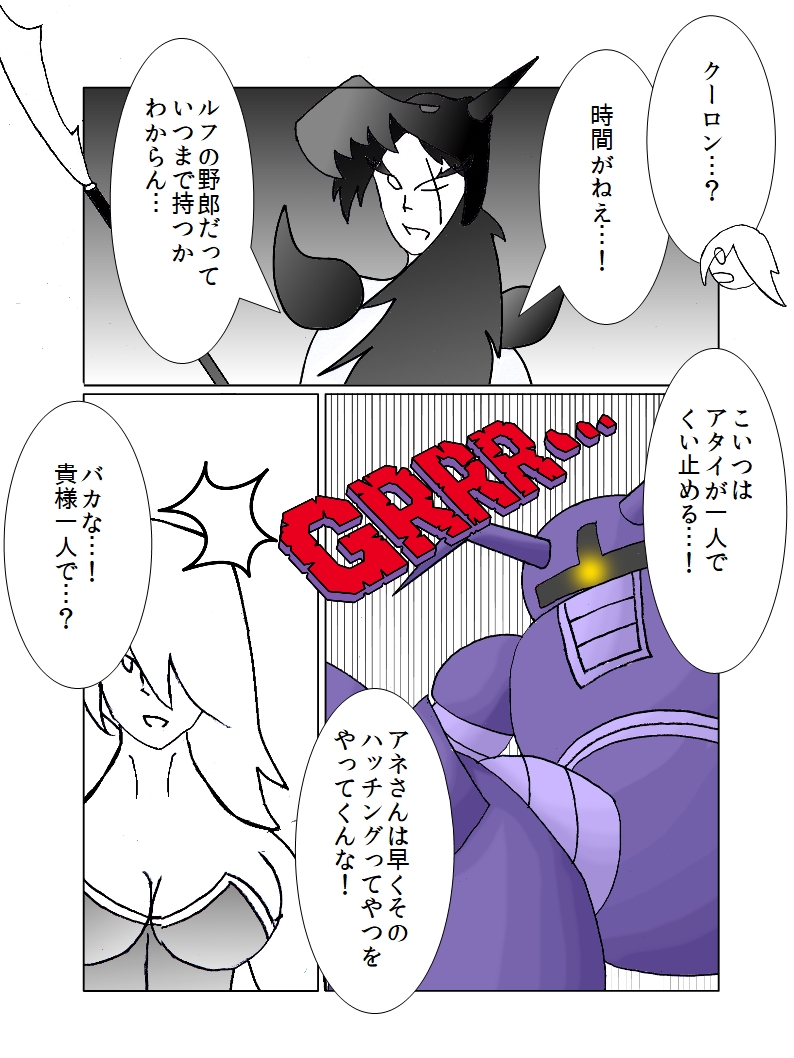 クーロン…?
時間がねえ…!
ルフの野郎だって
いつまで持つか
わからん…
こいつは
アタイが一人で
くい止める…!
GRRR…
アネさんは早くその
ハッチングってやつを
やってくんな!
バカな…!
貴様一人で…?